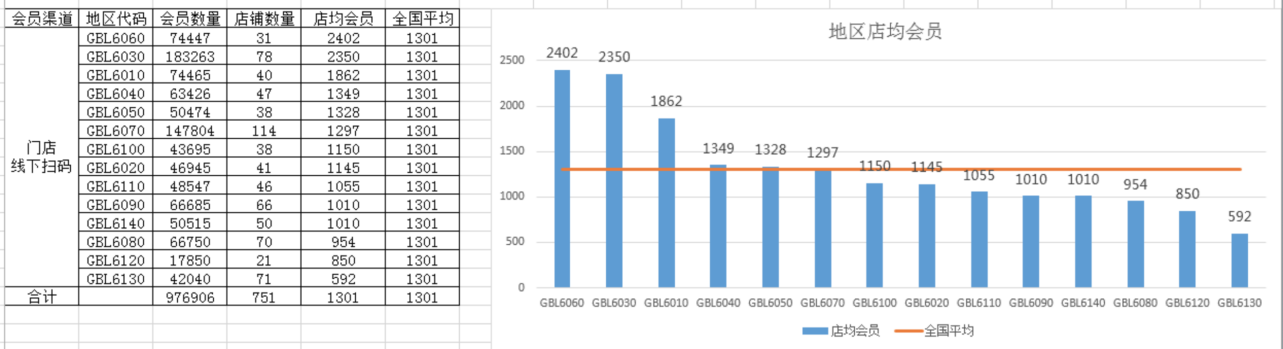 会员渠道 地区代码 会员数量 店铺数量 店均会员 全国平均
GBL6060 74447 31 2402 1301
GBL6030 183263 78 2350 1301
GBL6010 74465 40 1862 1301
GBL6040 63426 47 1349 1301
GBL6050 50474 38 1328 1301
GBL6070 147804 114 1297 1301
门店
GBL6100 43695 38 1150 1301
线下扫码
GBL6020 46945 41 1145 1301
GBL6110 48547 46 1055 1301
GBL6090 66685 66 1010 1301
GBL6140 50515 50 1010 1301
GBL6080 66750 70 954 1301
GBL6120 17850 21 850 1301
GBL6130 42040 71 592 1301
合计 976906 751 1301 1301
地区店均会员
2500
2000
1500
1000
500
0
2402 2350 1862 1349 1328 1297 1150 1145 1055 1010 1010 954 850 592
GBL6060 GBL6030 GBL6010 GBL6040 GBL6050 GBL6070 GBL6100 GBL6020 GBL6110 GBL6090 GBL6140 GBL6080 GBL6120 GBL6130
店均会员 全国平均